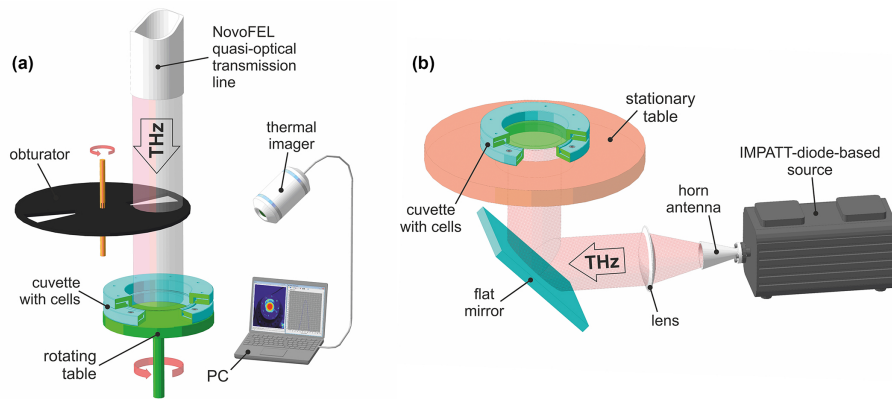 (a)
NovoFEL
quasi-optical
transmission
line
THz
obturator
thermal
imager
cuvette
with cells
rotating
table
PC
(b)
stationary
table
cuvette
with cells
IMPATT-diode-based
source
horn
antenna
THz
flat
mirror
lens